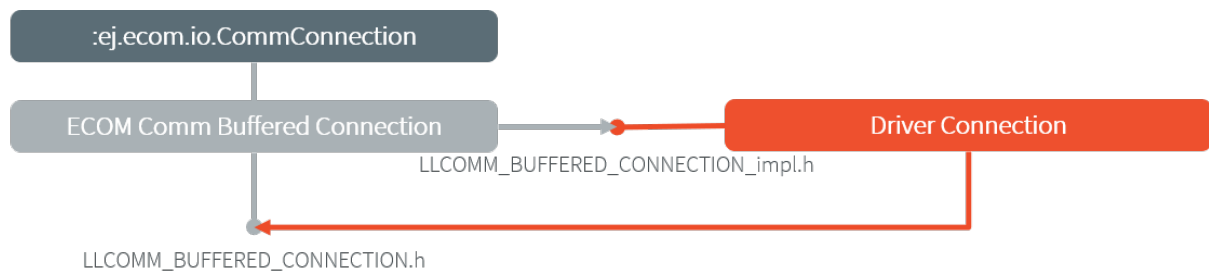 :ej.ecom.io.CommConnection
ECOM Comm Buffered Connection
Driver Connection
LLCOMM_BUFFERED_CONNECTION_impl.h
LLCOMM_BUFFERED_CONNECTION.h